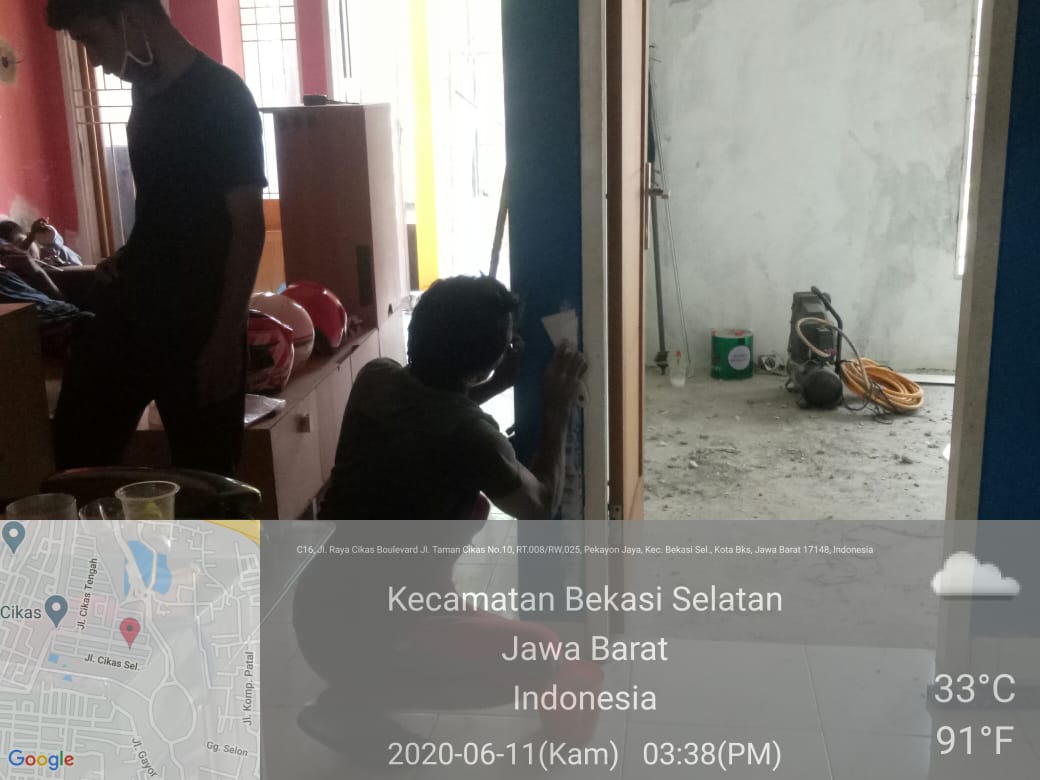 C16, Jl. Raya Cikas Boulevard Jl. Taman Cikas No.10, RT.008/RW.025, Pekayon Jaya, Kec. Bekasi Sel., Kota Bks, Jawa Barat 17148, Indonesia
Kecamatan Bekasi Selatan
Jawa Barat
Indonesia
2020-06-11(Kam) 03:38(PM)
33°C
91°F
Jl. Cikas Tengah
Cikas
Jl. Cikas Sel.
Jl. Komp. Patal
Jl. Gayor
Gg. Selon
Google